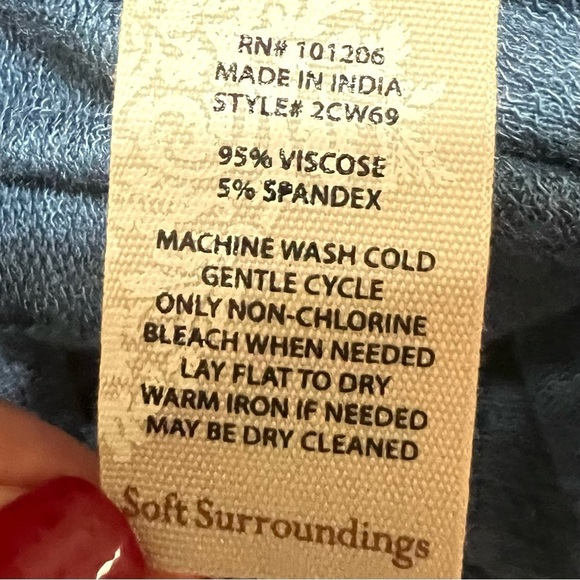 RN# 101206
MADE IN INDIA
STYLE# 2CW69
95% VISCOSE
5% SPANDEX
MACHINE WASH COLD
GENTLE CYCLE
ONLY NON-CHLORINE
BLEACH WHEN NEEDED
LAY FLAT TO DRY
WARM IRON IF NEEDED
MAY BE DRY CLEANED
Soft Surroundings